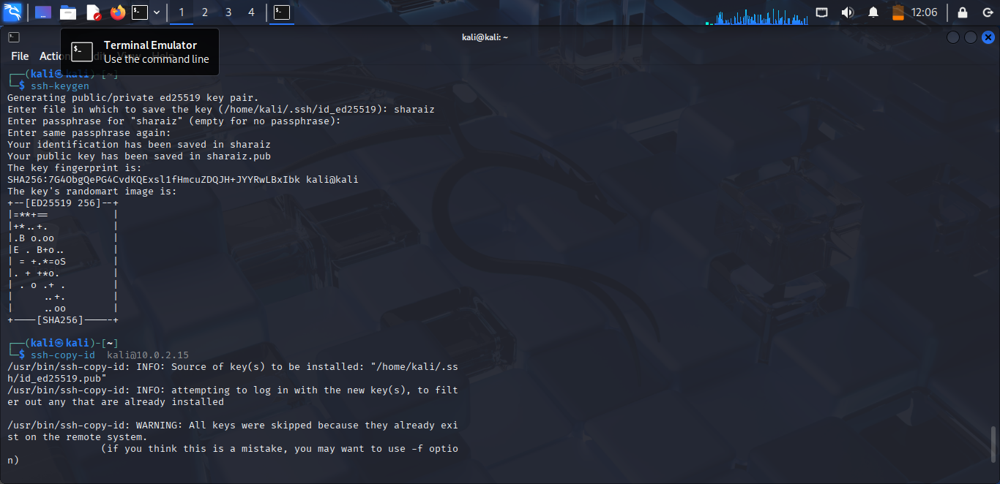 1 2 3 4 12:06
kali@kali: ~
Terminal Emulator
Use the command line
File Action Edit View Help
┌──(kali㉿kali)-[~]
└─$ ssh-keygen
Generating public/private ed25519 key pair.
Enter file in which to save the key (/home/kali/.ssh/id_ed25519): sharaiz
Enter passphrase for "sharaiz" (empty for no passphrase):
Enter same passphrase again:
Your identification has been saved in sharaiz
Your public key has been saved in sharaiz.pub
The key fingerprint is:
SHA256:7G4ObgQePG4CvdKQExsl1fHmcuZDQJH+JYYRwLBxIbk kali@kali
The key's randomart image is:
+--[ED25519 256]--+
|=**+==           |
|+*..+.           |
|.B o.oo          |
|E . B+o..        |
| = +.*=oS        |
|. + +*o.         |
| . o .+ .        |
|      ..+.       |
|      ..oo       |
+----[SHA256]-----+
┌──(kali㉿kali)-[~]
└─$ ssh-copy-id  kali@10.0.2.15
/usr/bin/ssh-copy-id: INFO: Source of key(s) to be installed: "/home/kali/.ss
h/id_ed25519.pub"
/usr/bin/ssh-copy-id: INFO: attempting to log in with the new key(s), to filt
er out any that are already installed
/usr/bin/ssh-copy-id: WARNING: All keys were skipped because they already exi
st on the remote system.
(if you think this is a mistake, you may want to use -f optio
n)